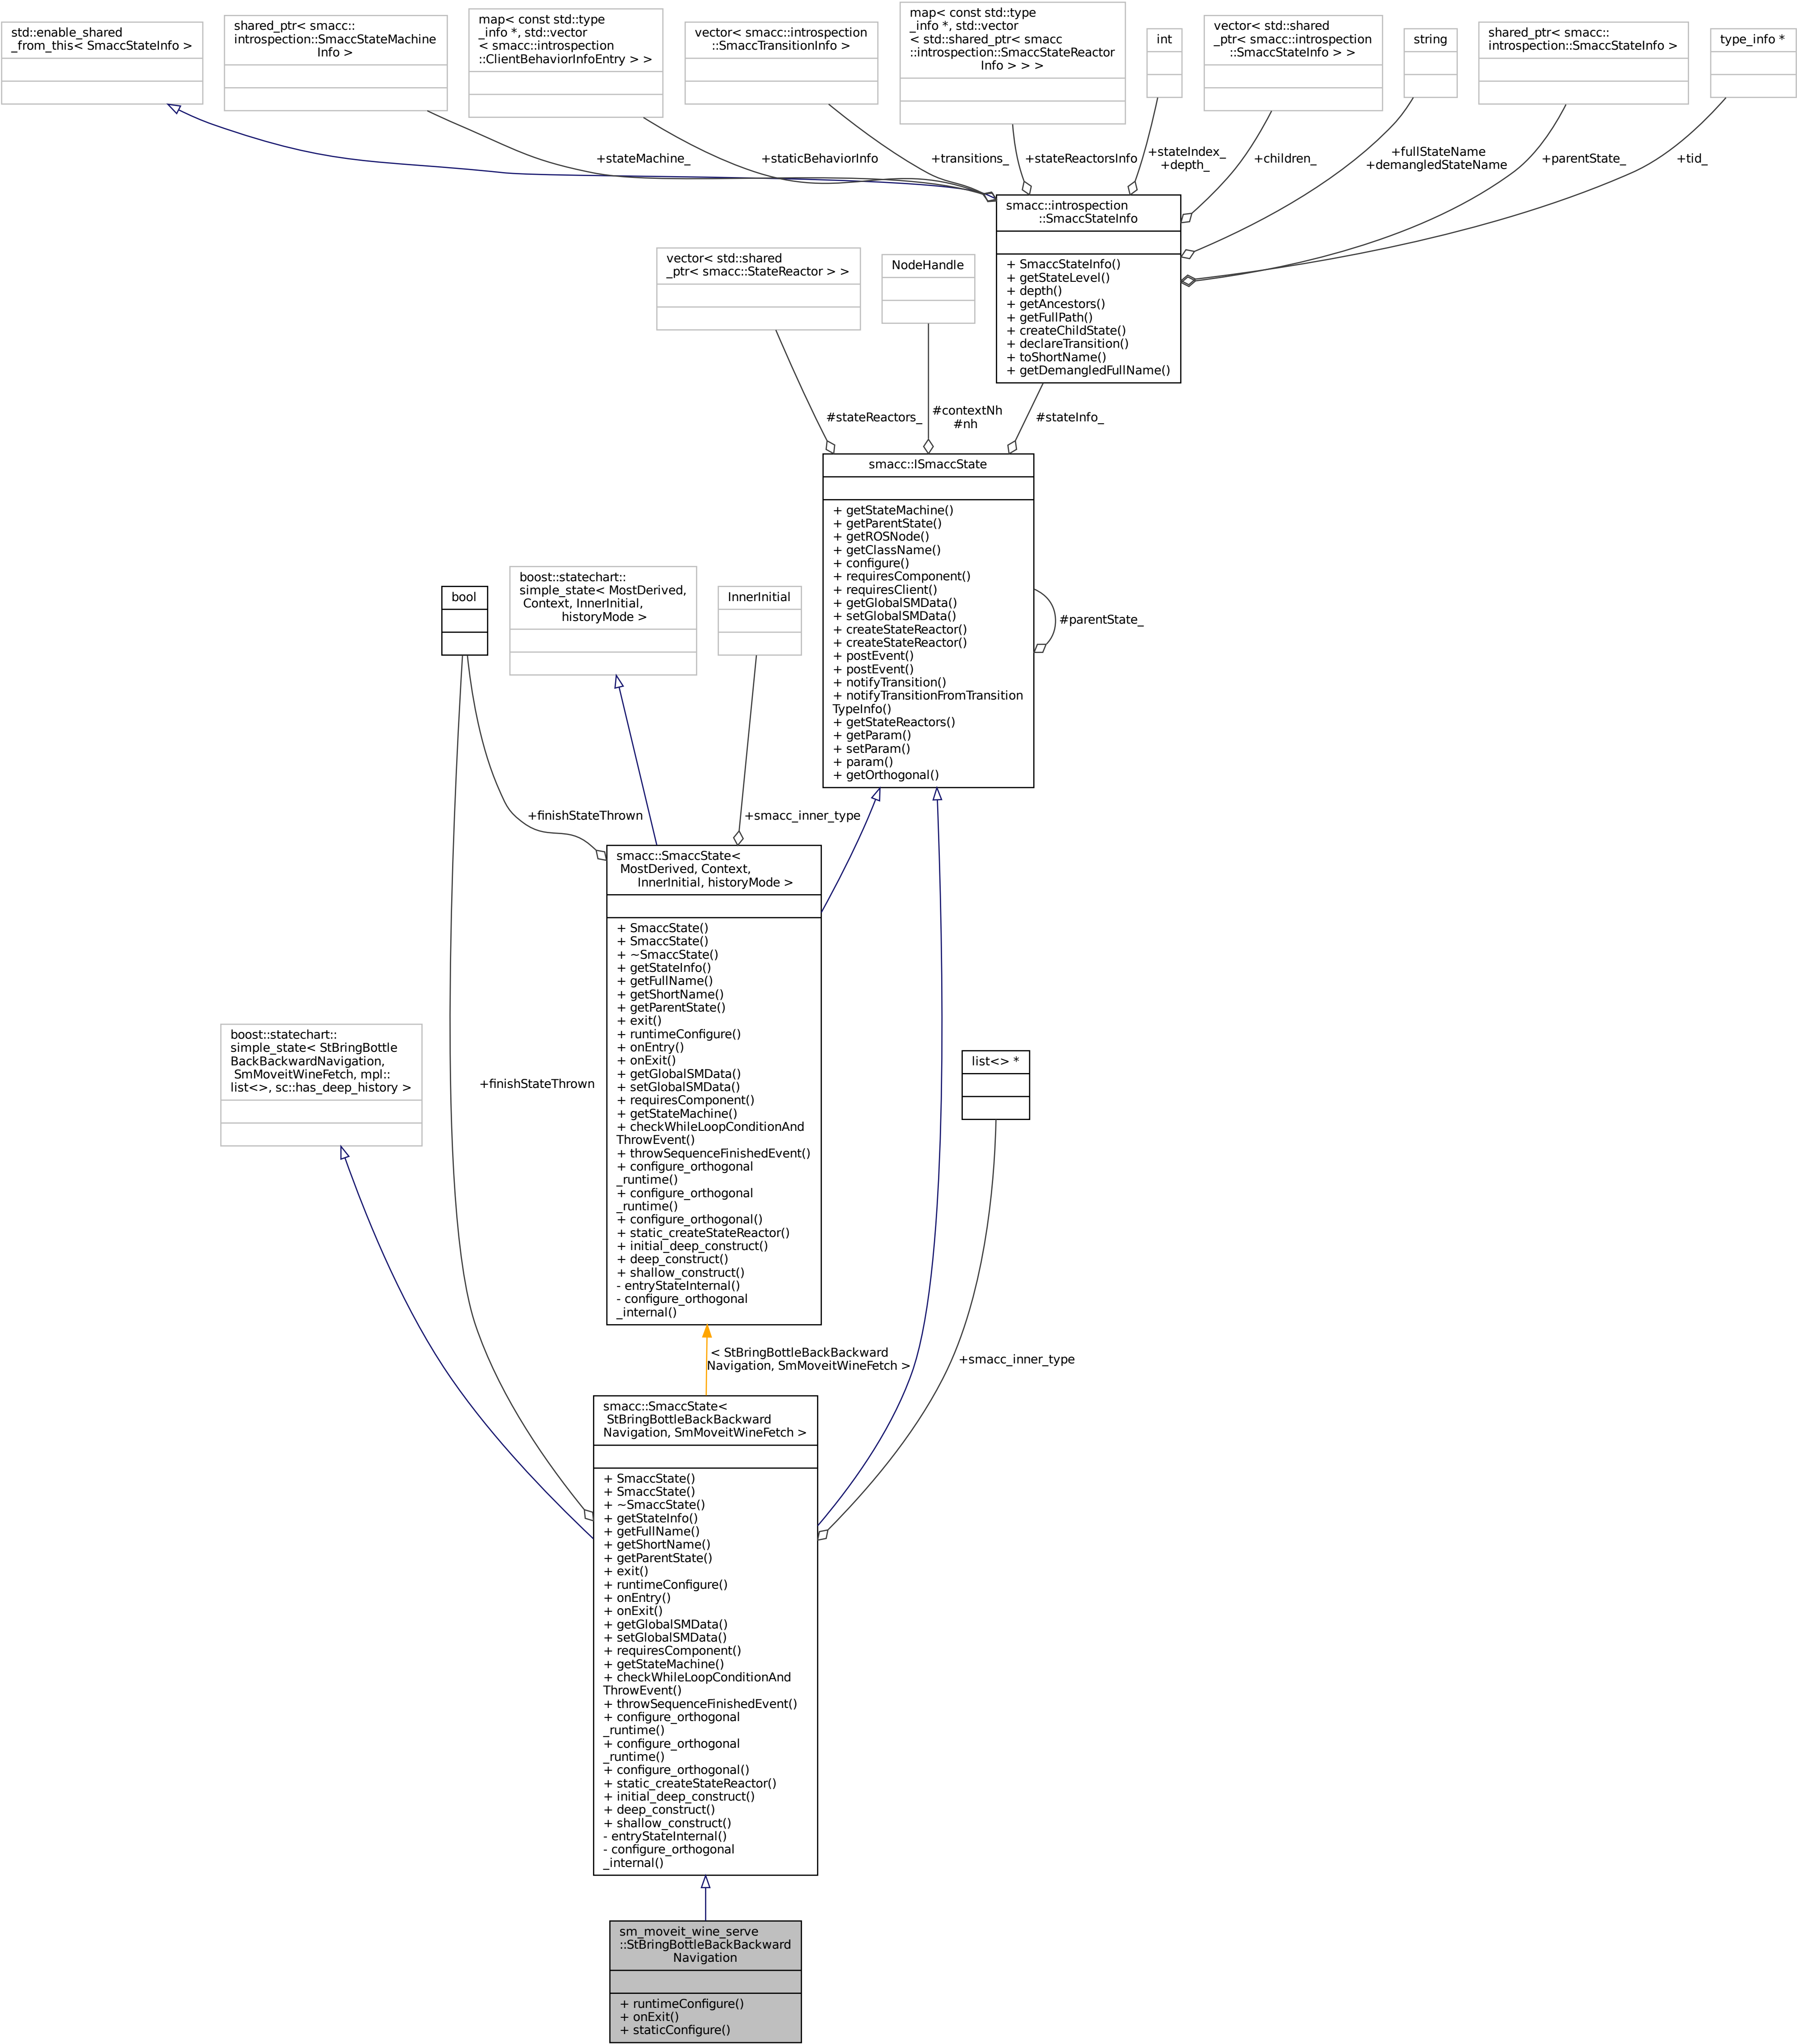 std::enable_shared
_from_this< SmaccStateInfo >
shared_ptr< smacc::
introspection::SmaccStateMachine
Info >
map< const std::type
_info *, std::vector
< smacc::introspection
::ClientBehaviorInfoEntry > >
vector< smacc::introspection
::SmaccTransitionInfo >
map< const std::type
_info *, std::vector
< std::shared_ptr< smacc
::introspection::SmaccStateReactor
Info > > >
int
vector< std::shared
_ptr< smacc::introspection
::SmaccStateInfo > >
string
shared_ptr< smacc::
introspection::SmaccStateInfo >
type_info *
+stateMachine_
+staticBehaviorInfo
+transitions_
+stateReactorsInfo
+stateIndex_
+depth_
+children_
+fullStateName
+demangledStateName
+parentState_
+tid_
smacc::introspection
::SmaccStateInfo
+ SmaccStateInfo()
+ getStateLevel()
+ depth()
+ getAncestors()
+ getFullPath()
+ createChildState()
+ declareTransition()
+ toShortName()
+ getDemangledFullName()
vector< std::shared
_ptr< smacc::StateReactor > >
NodeHandle
#stateReactors_
#contextNh
#nh
#stateInfo_
smacc::ISmaccState
+ getStateMachine()
+ getParentState()
+ getROSNode()
+ getClassName()
+ configure()
+ requiresComponent()
+ requiresClient()
+ getGlobalSMData()
+ setGlobalSMData()
+ createStateReactor()
+ createStateReactor()
+ postEvent()
+ postEvent()
+ notifyTransition()
+ notifyTransitionFromTransition
TypeInfo()
+ getStateReactors()
+ getParam()
+ setParam()
+ param()
+ getOrthogonal()
#parentState_
bool
boost::statechart::
simple_state< MostDerived,
Context, InnerInitial,
historyMode >
InnerInitial
+finishStateThrown
+smacc_inner_type
smacc::SmaccState<
MostDerived, Context,
InnerInitial, historyMode >
+ SmaccState()
+ SmaccState()
+ ~SmaccState()
+ getStateInfo()
+ getFullName()
+ getShortName()
+ getParentState()
+ exit()
+ runtimeConfigure()
+ onEntry()
+ onExit()
+ getGlobalSMData()
+ setGlobalSMData()
+ requiresComponent()
+ getStateMachine()
+ checkWhileLoopConditionAnd
ThrowEvent()
+ throwSequenceFinishedEvent()
+ configure_orthogonal
_runtime()
+ configure_orthogonal
_runtime()
+ configure_orthogonal()
+ static_createStateReactor()
+ initial_deep_construct()
+ deep_construct()
+ shallow_construct()
- entryStateInternal()
- configure_orthogonal
_internal()
boost::statechart::
simple_state< StBringBottle
BackBackwardNavigation,
SmMoveitWineFetch, mpl::
list<>, sc::has_deep_history >
+finishStateThrown
list<> *
< StBringBottleBackBackward
Navigation, SmMoveitWineFetch >
+smacc_inner_type
smacc::SmaccState<
StBringBottleBackBackward
Navigation, SmMoveitWineFetch >
+ SmaccState()
+ SmaccState()
+ ~SmaccState()
+ getStateInfo()
+ getFullName()
+ getShortName()
+ getParentState()
+ exit()
+ runtimeConfigure()
+ onEntry()
+ onExit()
+ getGlobalSMData()
+ setGlobalSMData()
+ requiresComponent()
+ getStateMachine()
+ checkWhileLoopConditionAnd
ThrowEvent()
+ throwSequenceFinishedEvent()
+ configure_orthogonal
_runtime()
+ configure_orthogonal
_runtime()
+ configure_orthogonal()
+ static_createStateReactor()
+ initial_deep_construct()
+ deep_construct()
+ shallow_construct()
- entryStateInternal()
- configure_orthogonal
_internal()
sm_moveit_wine_serve
::StBringBottleBackBackward
Navigation
+ runtimeConfigure()
+ onExit()
+ staticConfigure()